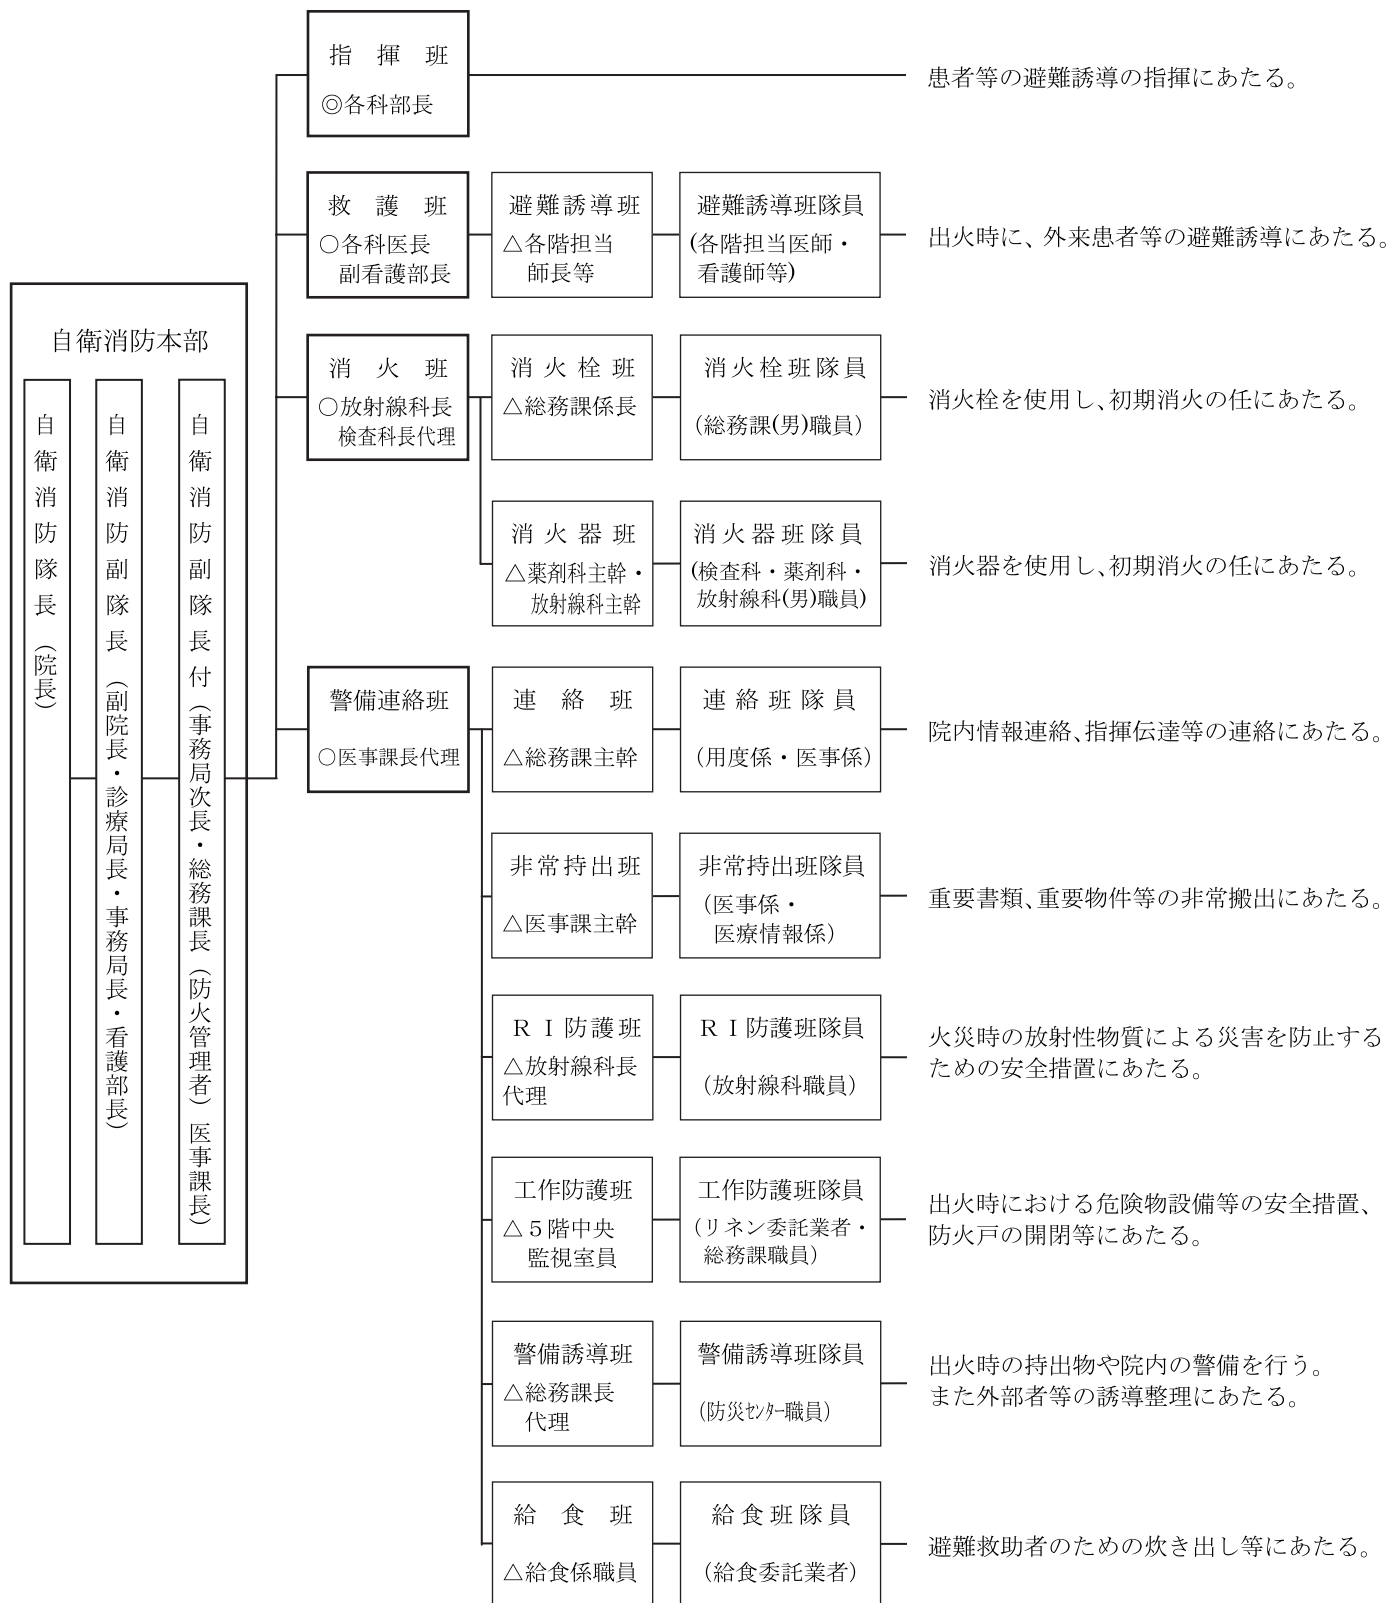 自衛消防本部
自衛消防隊長（院長）
自衛消防副隊長（副院長・診療局長・事務局長・看護部長）
自衛消防副隊長付（事務局次長・総務課長（防火管理者）医事課長）
指揮班
◎各科部長
患者等の避難誘導の指揮にあたる。
救護班
○各科医長
副看護部長
避難誘導班
△各階担当
師長等
避難誘導班隊員
(各階担当医師・
看護師等)
出火時に、外来患者等の避難誘導にあたる。
消火班
○放射線科長
検査科長代理
消火栓班
△総務課係長
消火栓班隊員
（総務課(男)職員）
消火栓を使用し、初期消火の任にあたる。
消火器班
△薬剤科主幹・
放射線科主幹
消火器班隊員
(検査科・薬剤科・
放射線科(男)職員)
消火器を使用し、初期消火の任にあたる。
警備連絡班
○医事課長代理
連絡班
△総務課主幹
連絡班隊員
（用度係・医事係）
院内情報連絡、指揮伝達等の連絡にあたる。
非常持出班
△医事課主幹
非常持出班隊員
（医事係・
医療情報係）
重要書類、重要物件等の非常搬出にあたる。
ＲＩ防護班
△放射線科長
代理
ＲＩ防護班隊員
（放射線科職員）
火災時の放射性物質による災害を防止する
ための安全措置にあたる。
工作防護班
△５階中央
監視室員
工作防護班隊員
（リネン委託業者・
総務課職員）
出火時における危険物設備等の安全措置、
防火戸の開閉等にあたる。
警備誘導班
△総務課長
代理
警備誘導班隊員
（防災ｾﾝﾀｰ職員）
出火時の持出物や院内の警備を行う。
また外部者等の誘導整理にあたる。
給食班
△給食係職員
給食班隊員
（給食委託業者）
避難救助者のための炊き出し等にあたる。